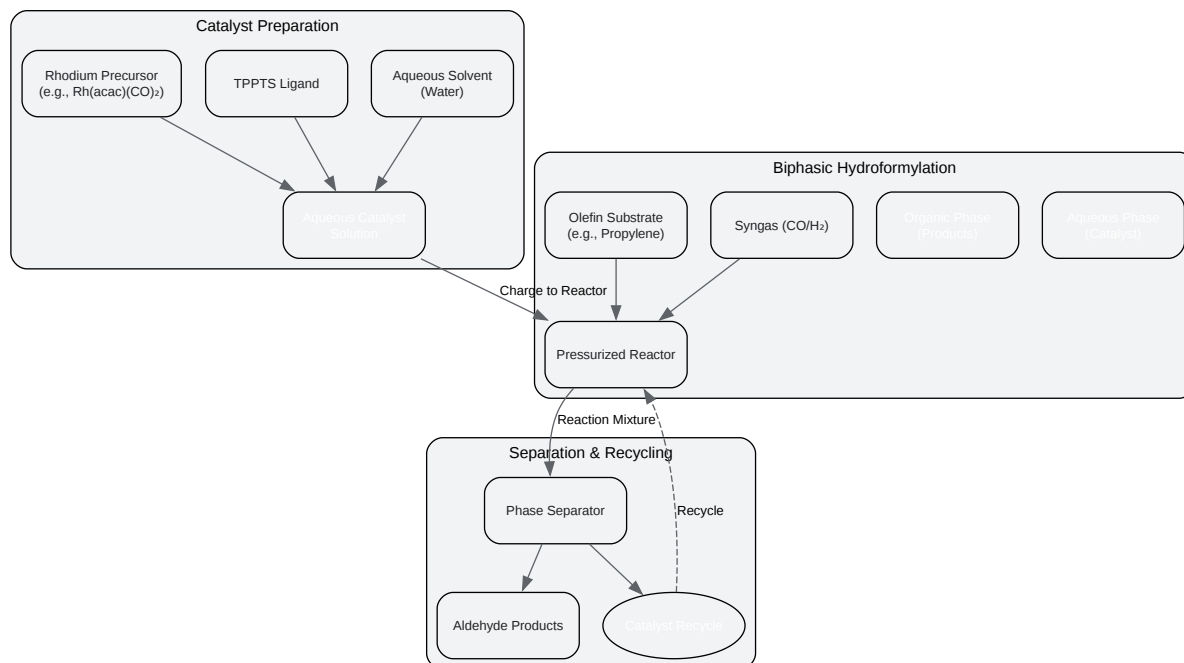 Catalyst Preparation
Rhodium Precursor
(e.g., Rh(acac)(CO)₂)
TPPTS Ligand
Aqueous Solvent
(Water)
Aqueous Catalyst
Solution
Biphasic Hydroformylation
Olefin Substrate
(e.g., Propylene)
Syngas (CO/H₂)
Organic Phase
(Products)
Aqueous Phase
(Catalyst)
Charge to Reactor
Pressurized Reactor
Reaction Mixture
Separation & Recycling
Phase Separator
Recycle
Aldehyde Products
Catalyst Recycle